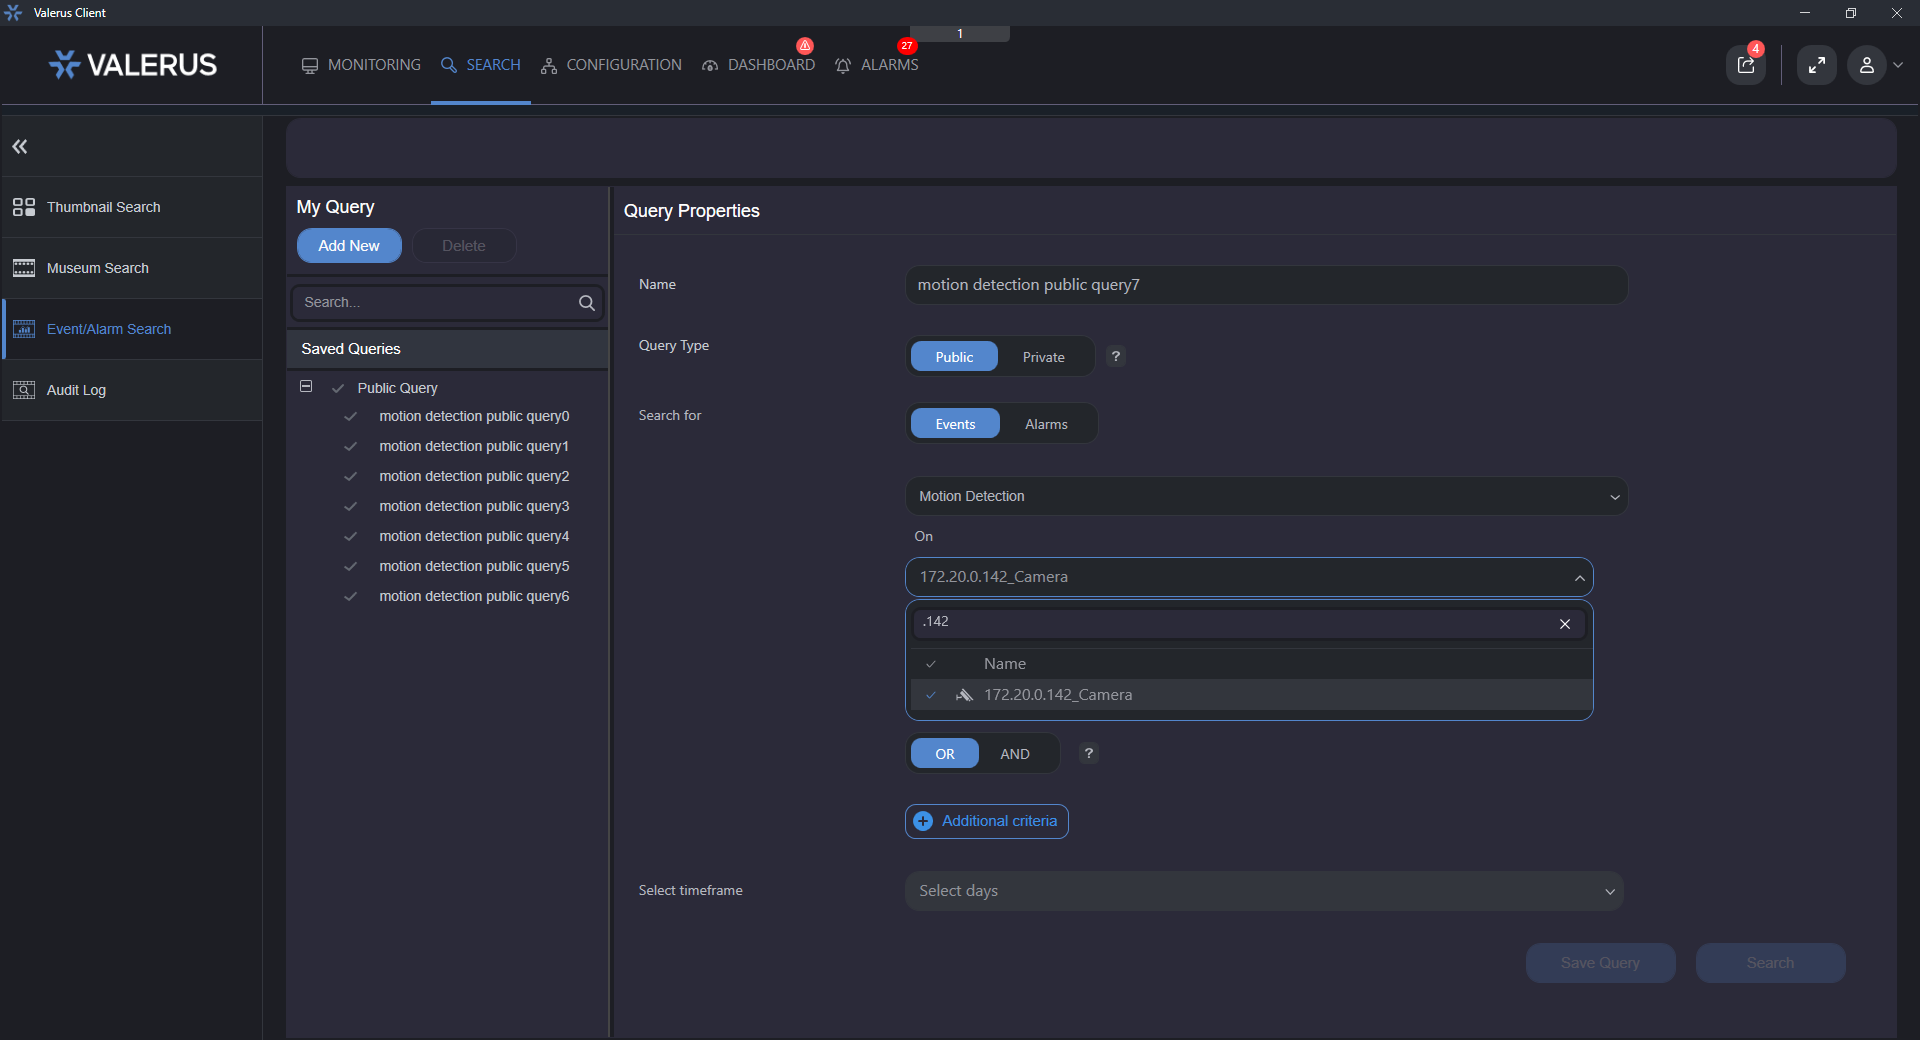 Valerus Client
1
VALERUS
MONITORING
SEARCH
CONFIGURATION
DASHBOARD
27
ALARMS
4
Thumbnail Search
Museum Search
Event/Alarm Search
Audit Log
My Query
Add New
Delete
Search...
Saved Queries
Public Query
motion detection public query0
motion detection public query1
motion detection public query2
motion detection public query3
motion detection public query4
motion detection public query5
motion detection public query6
Query Properties
Name
motion detection public query7
Query Type
Public
Private
?
Search for
Events
Alarms
Motion Detection
On
172.20.0.142_Camera
.142
Name
172.20.0.142_Camera
OR
AND
?
Additional criteria
Select timeframe
Select days
Save Query
Search